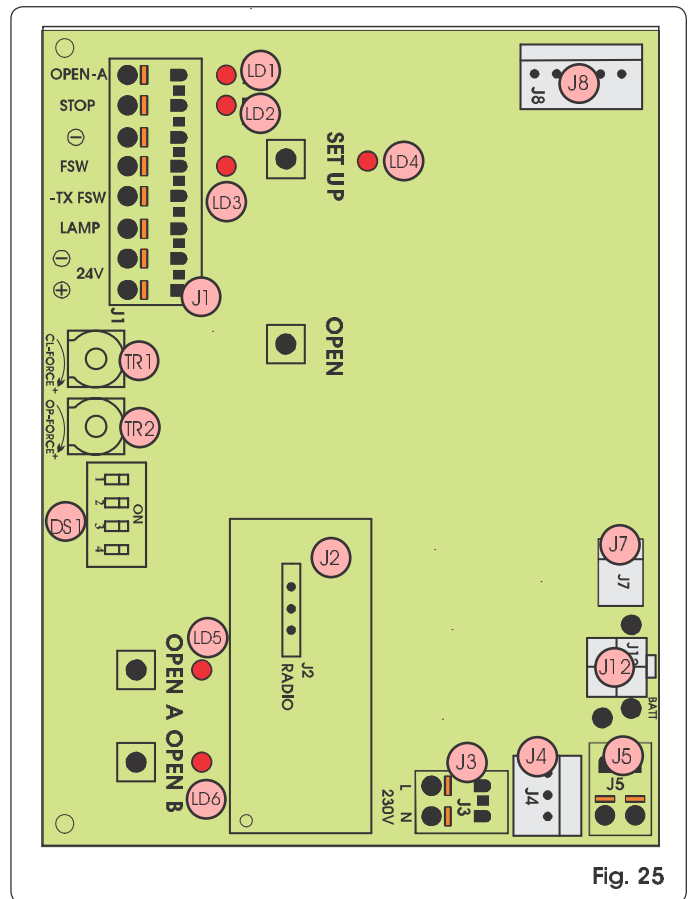 OPEN-A
STOP
⊖
FSW
-TX FSW
LAMP
⊖
24V
⊕
J1
LD1
LD2
LD3
J1
SET UP
LD4
J8
J8
OPEN
CL-FORCE +
TR1
OP-FORCE +
TR2
DS1
1
2
3
4
ON
J2
J2
RADIO
LD5
OPEN A
OPEN B
LD6
J7
J7
J12
BATT
J3
L
N
230V
J3
J4
J4
J5
J5
Fig. 25